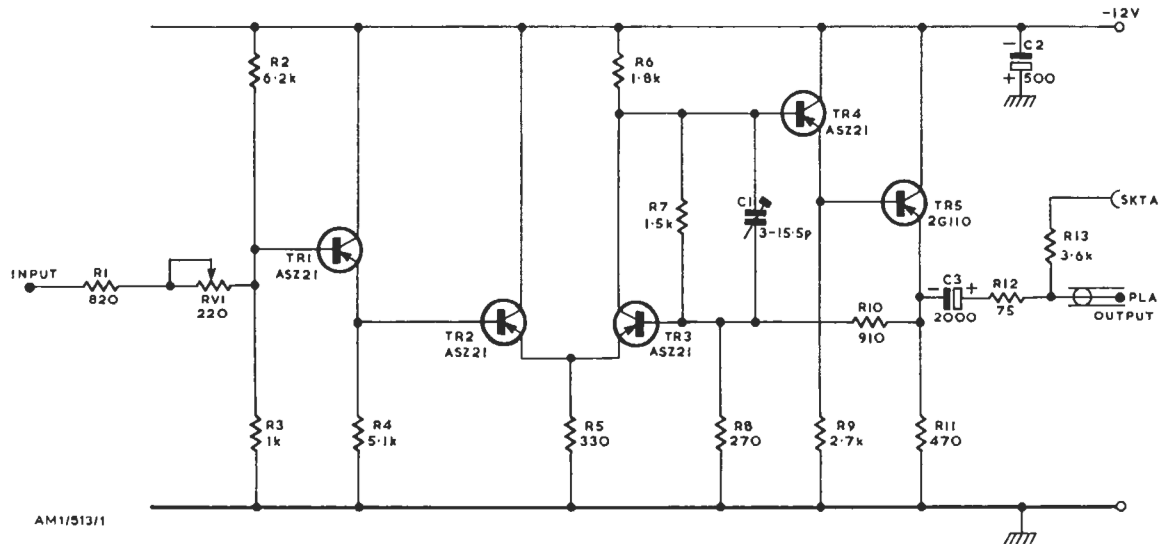 -12V
R2
6.2k
R6
1.8k
- C2
+ 500
TR4
ASZ21
R7
1.5k
C1
3-15.5p
TR5
2G110
SKTA
R13
3.6k
TR1
ASZ21
INPUT
R1
820
RV1
220
- C3 +
2000
R12
75
PLA
OUTPUT
R10
910
TR2
ASZ21
TR3
ASZ21
R3
1k
R4
5.1k
R5
330
R8
270
R9
2.7k
R11
470
AM1/513/1